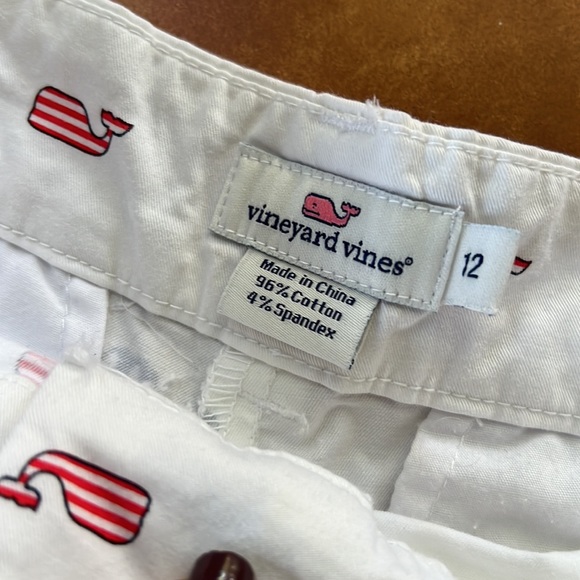 vineyard vines®
12
Made in China
96% Cotton
4% Spandex